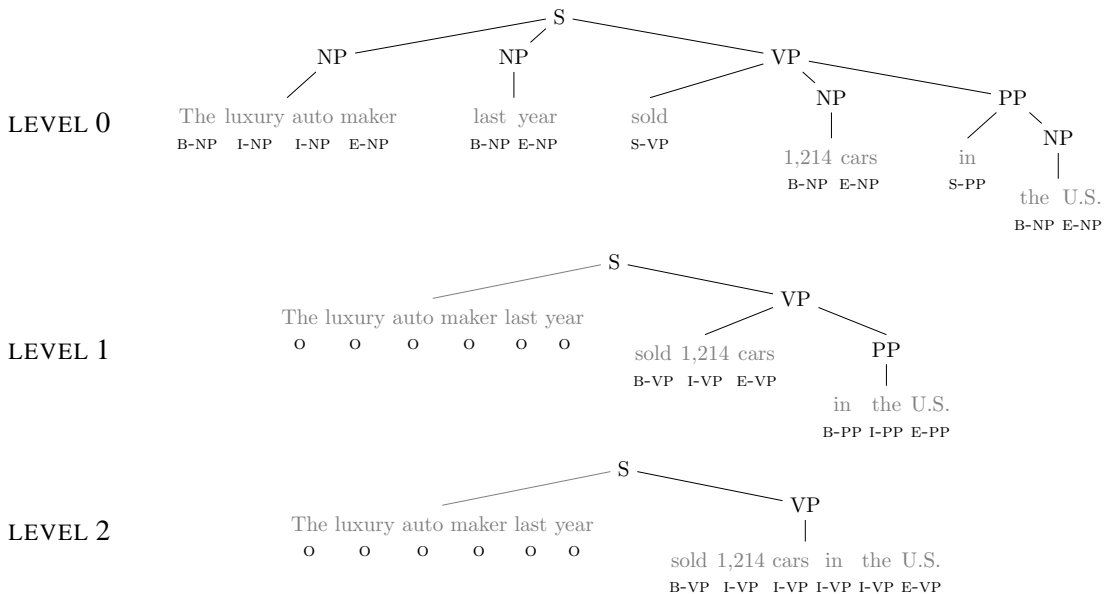 S
NP NP VP
LEVEL 0 The luxury auto maker last year sold NP PP
B-NP I-NP I-NP E-NP B-NP E-NP S-VP
1,214 cars in NP
B-NP E-NP S-PP
the U.S.
B-NP E-NP
S
The luxury auto maker last year VP
LEVEL 1 O O O O O O sold 1,214 cars PP
B-VP I-VP E-VP
in the U.S.
B-PP I-PP E-PP
S
VP
LEVEL 2 The luxury auto maker last year
O O O O O O sold 1,214 cars in the U.S.
B-VP I-VP I-VP I-VP I-VP E-VP